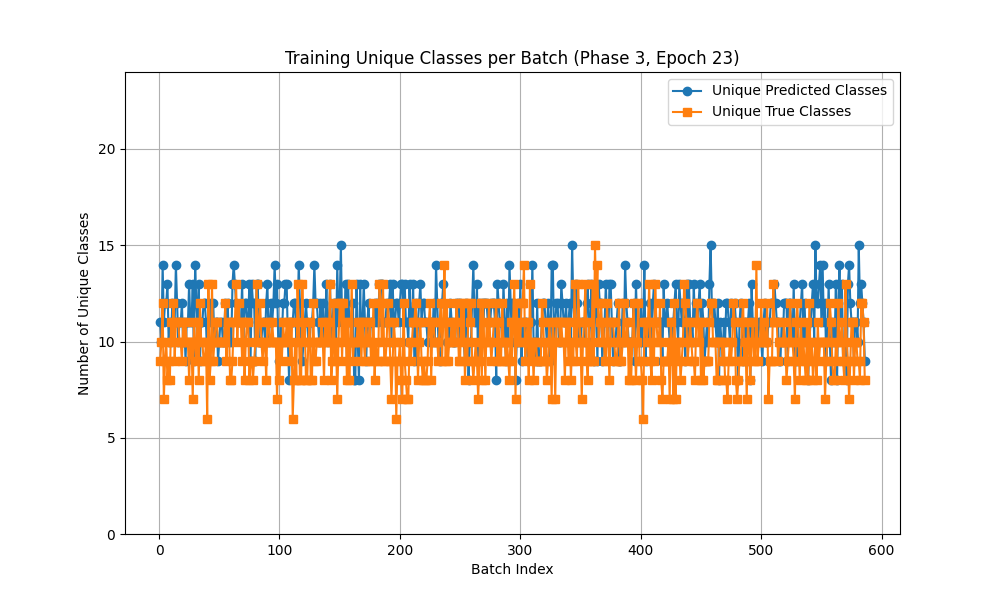 Training Unique Classes per Batch (Phase 3, Epoch 23)
Unique Predicted Classes
Unique True Classes
Number of Unique Classes
20
15
10
5
0
0 100 200 300 400 500 600
Batch Index